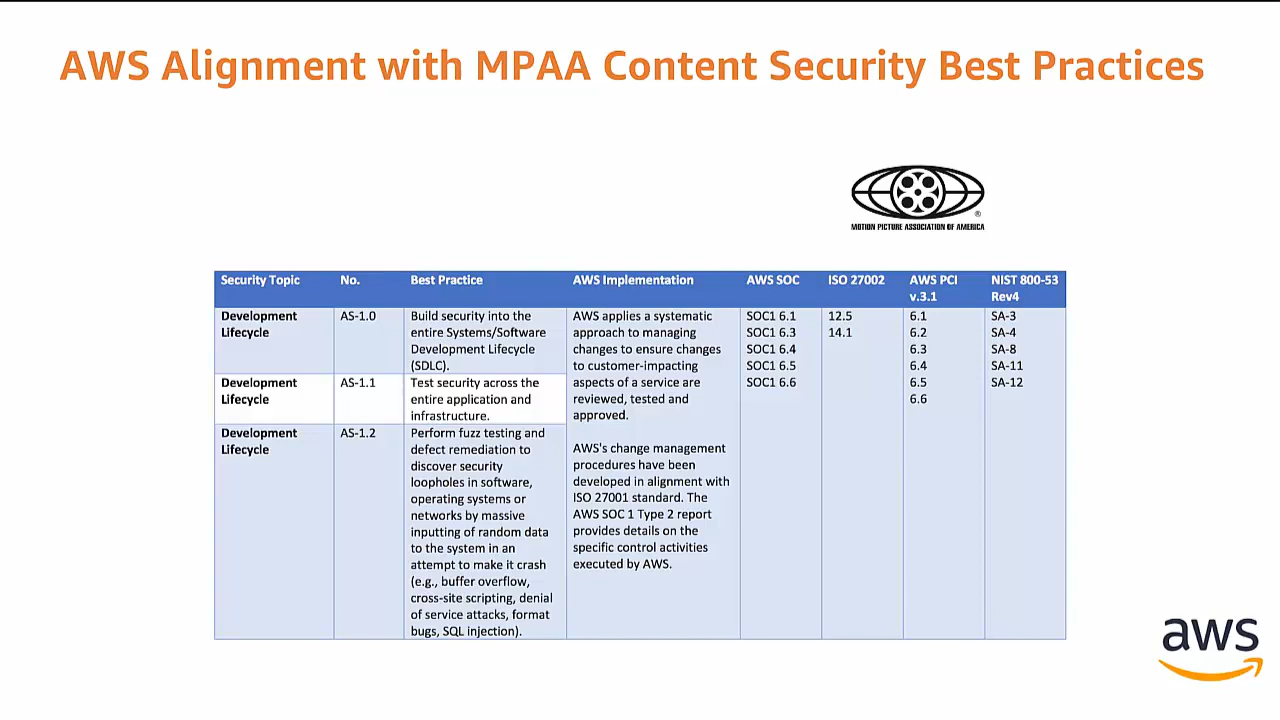 AWS Alignment with MPAA Content Security Best Practices
MOTION PICTURE ASSOCIATION OF AMERICA
®
Security Topic
No.
Best Practice
AWS Implementation
AWS SOC
ISO 27002
AWS PCI
v.3.1
NIST 800-53
Rev4
Development
Lifecycle
AS-1.0
Build security into the
entire Systems/Software
Development Lifecycle
(SDLC).
AWS applies a systematic
approach to managing
changes to ensure changes
to customer-impacting
aspects of a service are
reviewed, tested and
approved.
AWS's change management
procedures have been
developed in alignment with
ISO 27001 standard. The
AWS SOC 1 Type 2 report
provides details on the
specific control activities
executed by AWS.
SOC1 6.1
SOC1 6.3
SOC1 6.4
SOC1 6.5
SOC1 6.6
12.5
14.1
6.1
6.2
6.3
6.4
6.5
6.6
SA-3
SA-4
SA-8
SA-11
SA-12
Development
Lifecycle
AS-1.1
Test security across the
entire application and
infrastructure.
Development
Lifecycle
AS-1.2
Perform fuzz testing and
defect remediation to
discover security
loopholes in software,
operating systems or
networks by massive
inputting of random data
to the system in an
attempt to make it crash
(e.g., buffer overflow,
cross-site scripting, denial
of service attacks, format
bugs, SQL injection).
aws